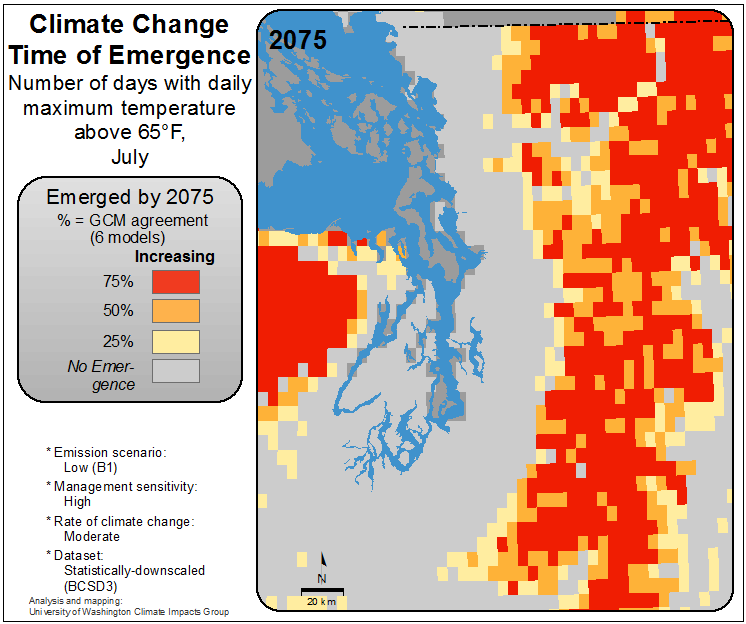 Climate Change
Time of Emergence
Number of days with daily
maximum temperature
above 65°F,
July
2075
Emerged by 2075
% = GCM agreement
(6 models)
Increasing
75%
50%
25%
No Emer-
gence
* Emission scenario:
Low (B1)
* Management sensitivity:
High
* Rate of climate change:
Moderate
* Dataset:
Statistically-downscaled
(BCSD3)
Analysis and mapping:
University of Washington Climate Impacts Group
N
20 km